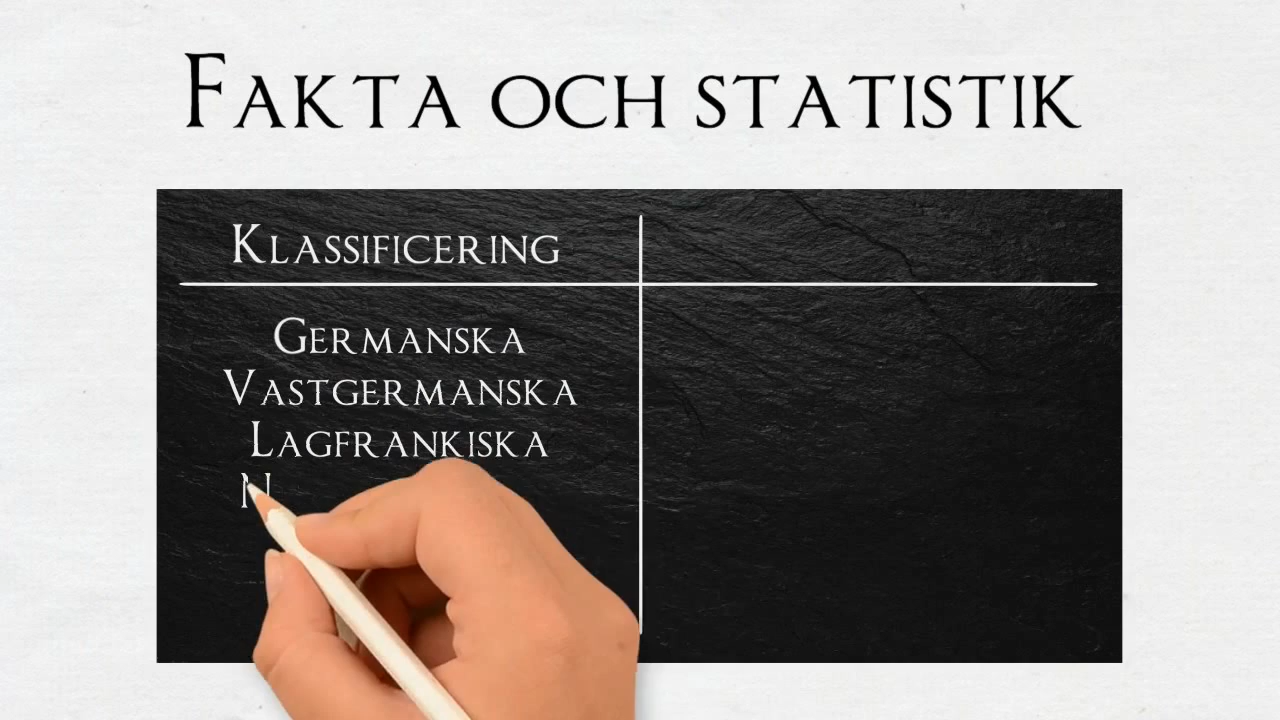 Fakta och statistik
Klassificering
Germanska
Vastgermanska
Lagfrankiska
N